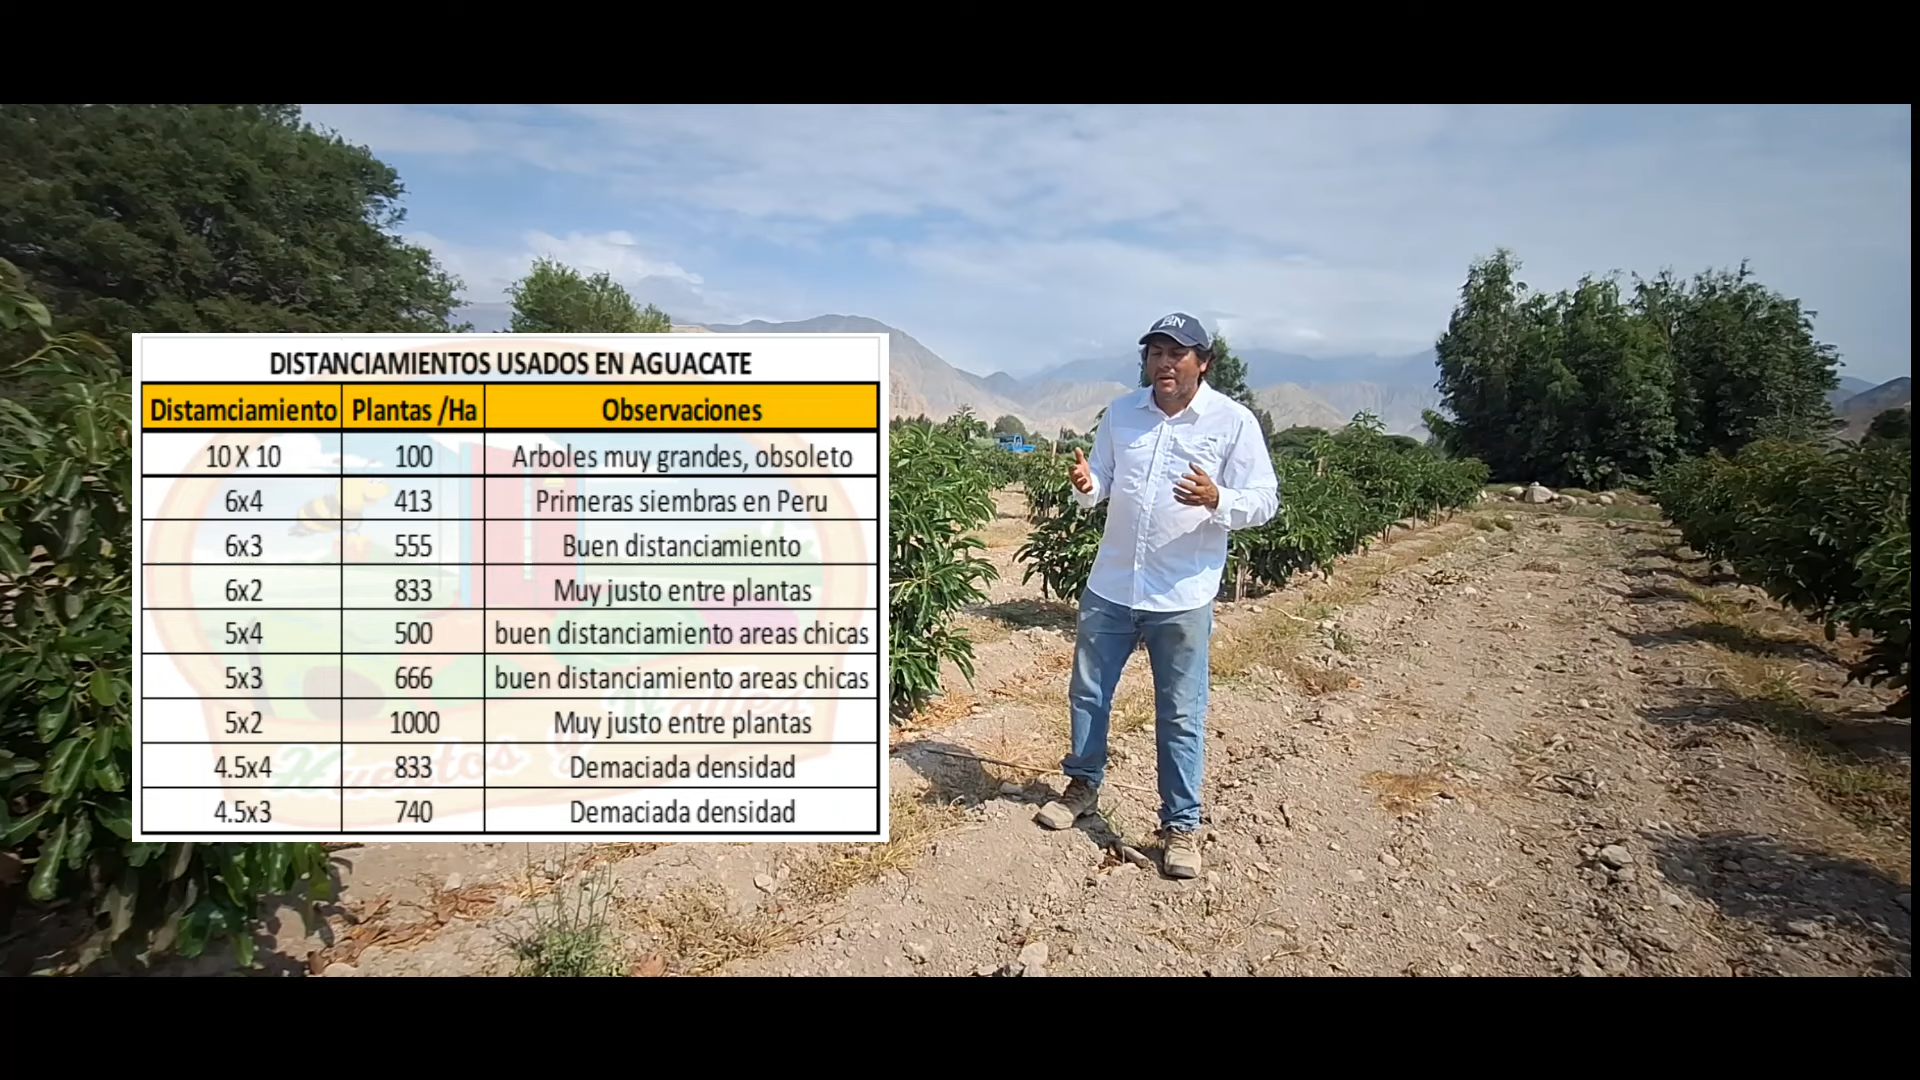 DISTANCIAMIENTOS USADOS EN AGUACATE
Distamciamiento Plantas /Ha Observaciones
10 X 10 100 Arboles muy grandes, obsoleto
6x4 413 Primeras siembras en Peru
6x3 555 Buen distanciamiento
6x2 833 Muy justo entre plantas
5x4 500 buen distanciamiento areas chicas
5x3 666 buen distanciamiento areas chicas
5x2 1000 Muy justo entre plantas
4.5x4 833 Demaciada densidad
4.5x3 740 Demaciada densidad